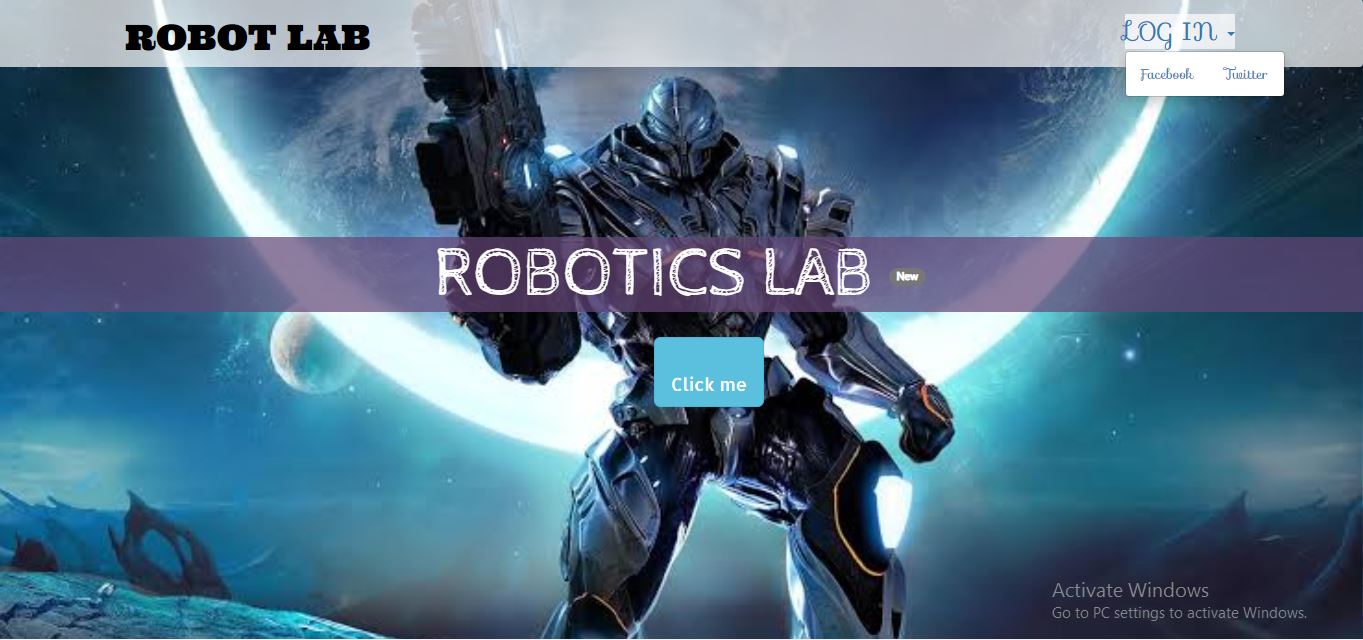 ROBOT LAB
LOG IN
Facebook Twitter
ROBOTICS LAB New
Click me
Activate Windows
Go to PC settings to activate Windows.